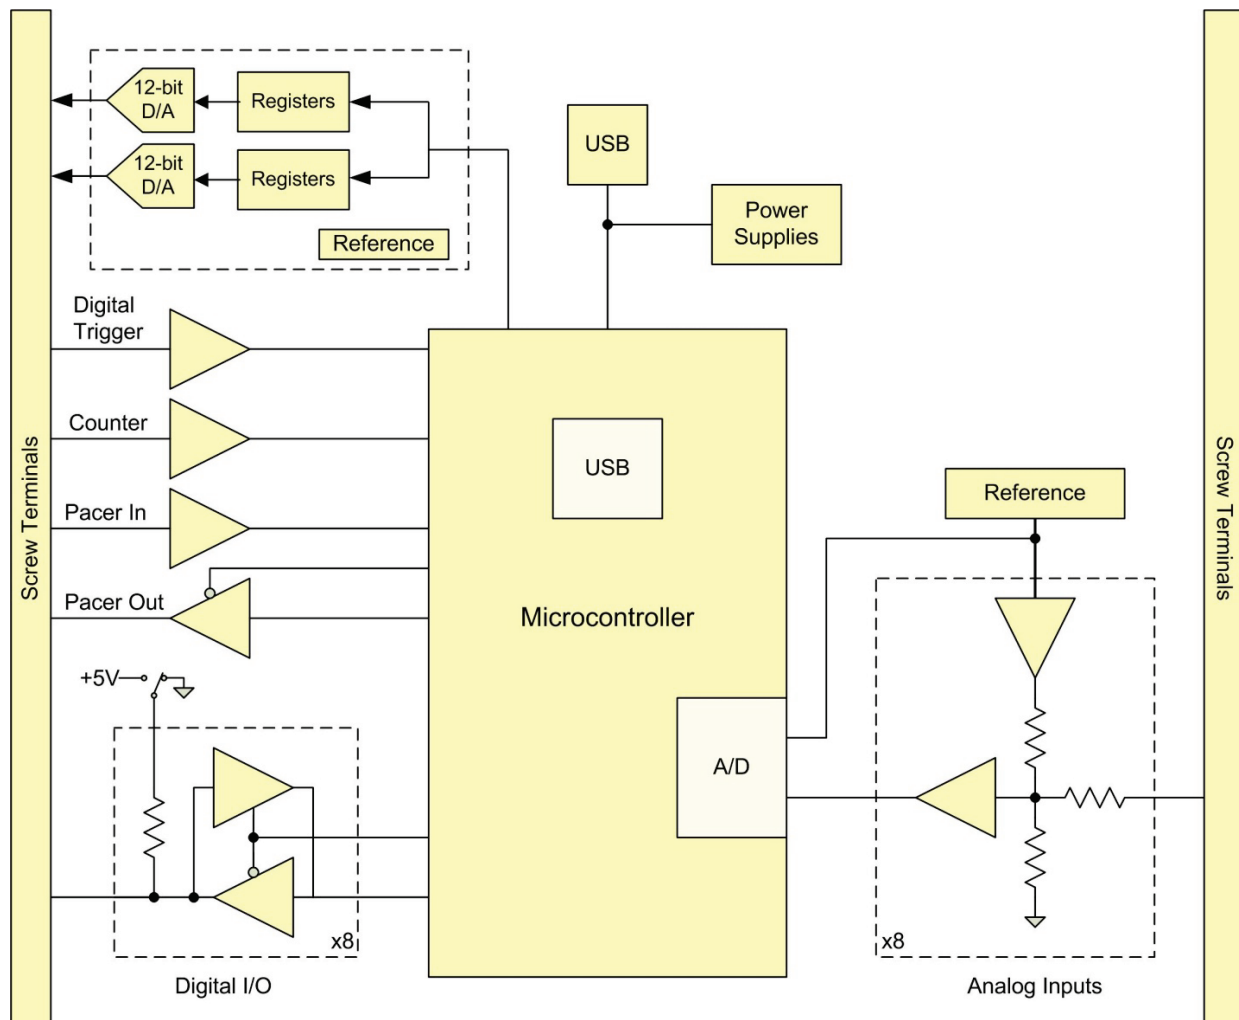 12-bit
D/A
Registers
12-bit
D/A
Registers
Reference
USB
Power
Supplies
Digital
Trigger
Counter
Pacer In
Pacer Out
+5V
Screw Terminals
USB
Microcontroller
A/D
Reference
Screw Terminals
x8
Digital I/O
x8
Analog Inputs